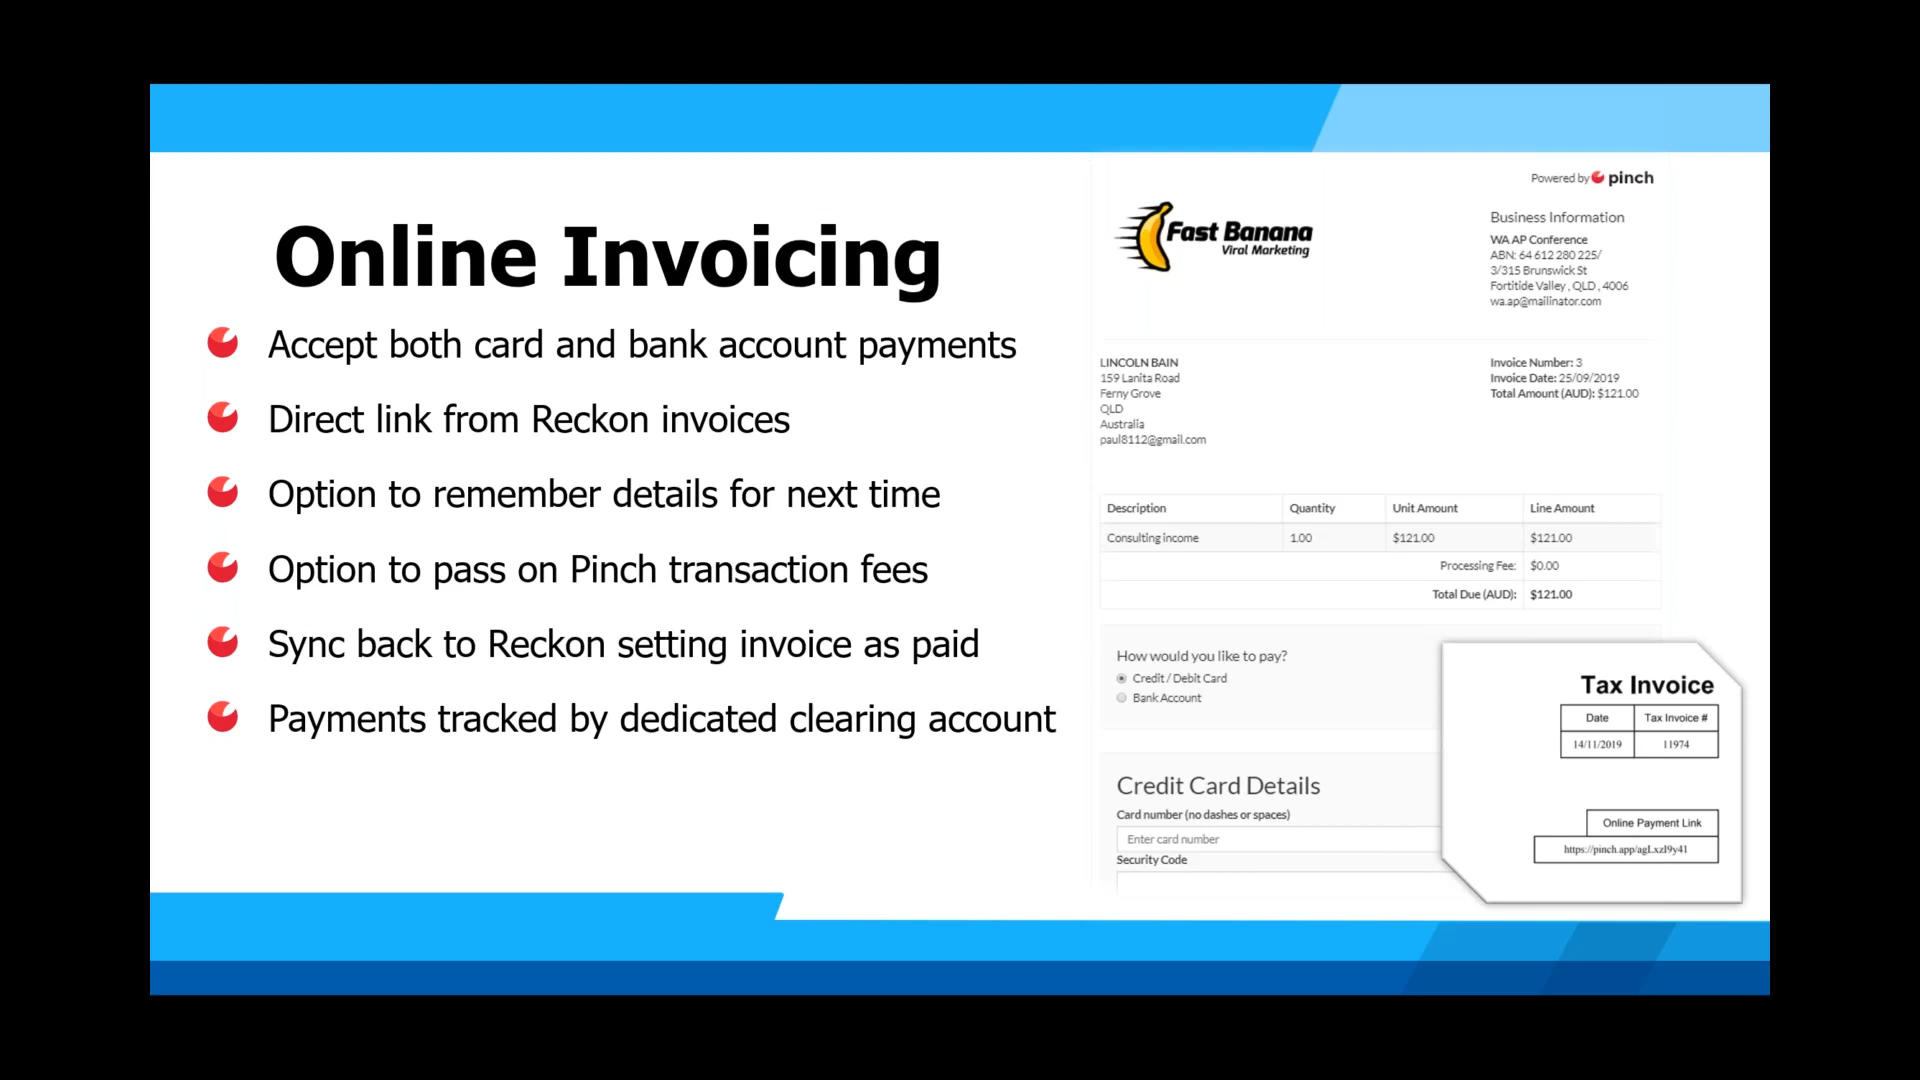 Online Invoicing
Accept both card and bank account payments
Direct link from Reckon invoices
Option to remember details for next time
Option to pass on Pinch transaction fees
Sync back to Reckon setting invoice as paid
Payments tracked by dedicated clearing account
Powered by pinch
Fast Banana
Viral Marketing
Business Information
WA AP Conference
ABN: 64 612 280 225/
3/315 Brunswick St
Fortitide Valley , QLD , 4006
wa.ap@mailinator.com
LINCOLN BAIN
159 Lanita Road
Ferny Grove
QLD
Australia
paul8112@gmail.com
Invoice Number: 3
Invoice Date: 25/09/2019
Total Amount (AUD): $121.00
Description Quantity Unit Amount Line Amount
Consulting income 1.00 $121.00 $121.00
Processing Fee: $0.00
Total Due (AUD): $121.00
How would you like to pay?
Credit / Debit Card
Bank Account
Credit Card Details
Card number (no dashes or spaces)
Enter card number
Security Code
Tax Invoice
Date Tax Invoice #
14/11/2019 11974
Online Payment Link
https://pinch.app/agLxzI9y41